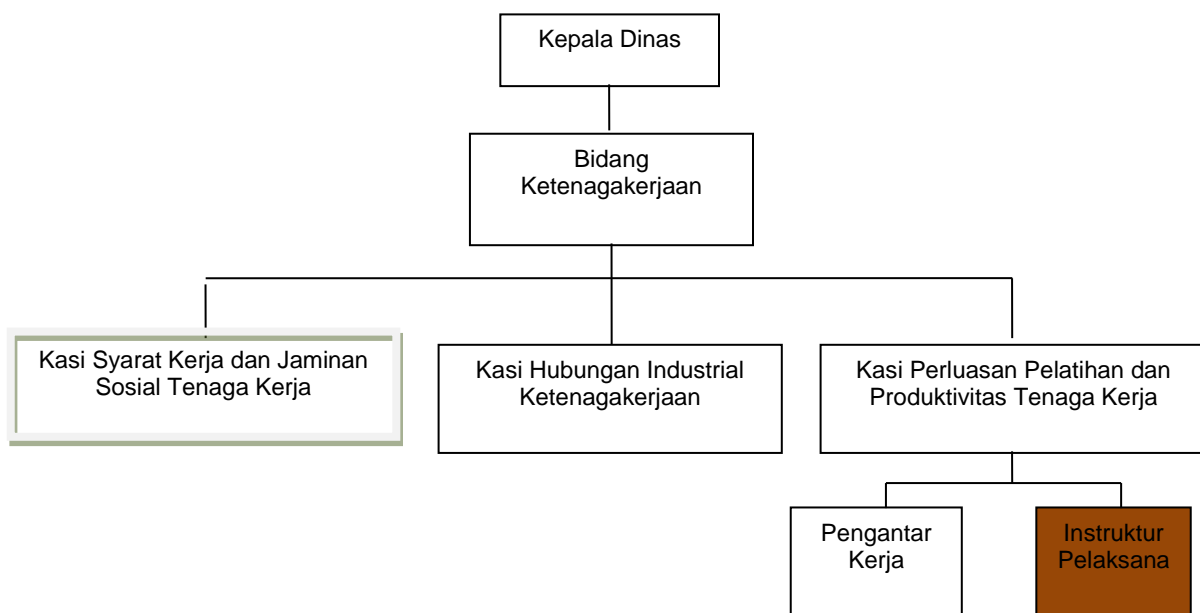 Kepala Dinas
Bidang
Ketenagakerjaan
Kasi Syarat Kerja dan Jaminan
Sosial Tenaga Kerja
Kasi Hubungan Industrial
Ketenagakerjaan
Kasi Perluasan Pelatihan dan
Produktivitas Tenaga Kerja
Pengantar
Kerja
Instruktur
Pelaksana